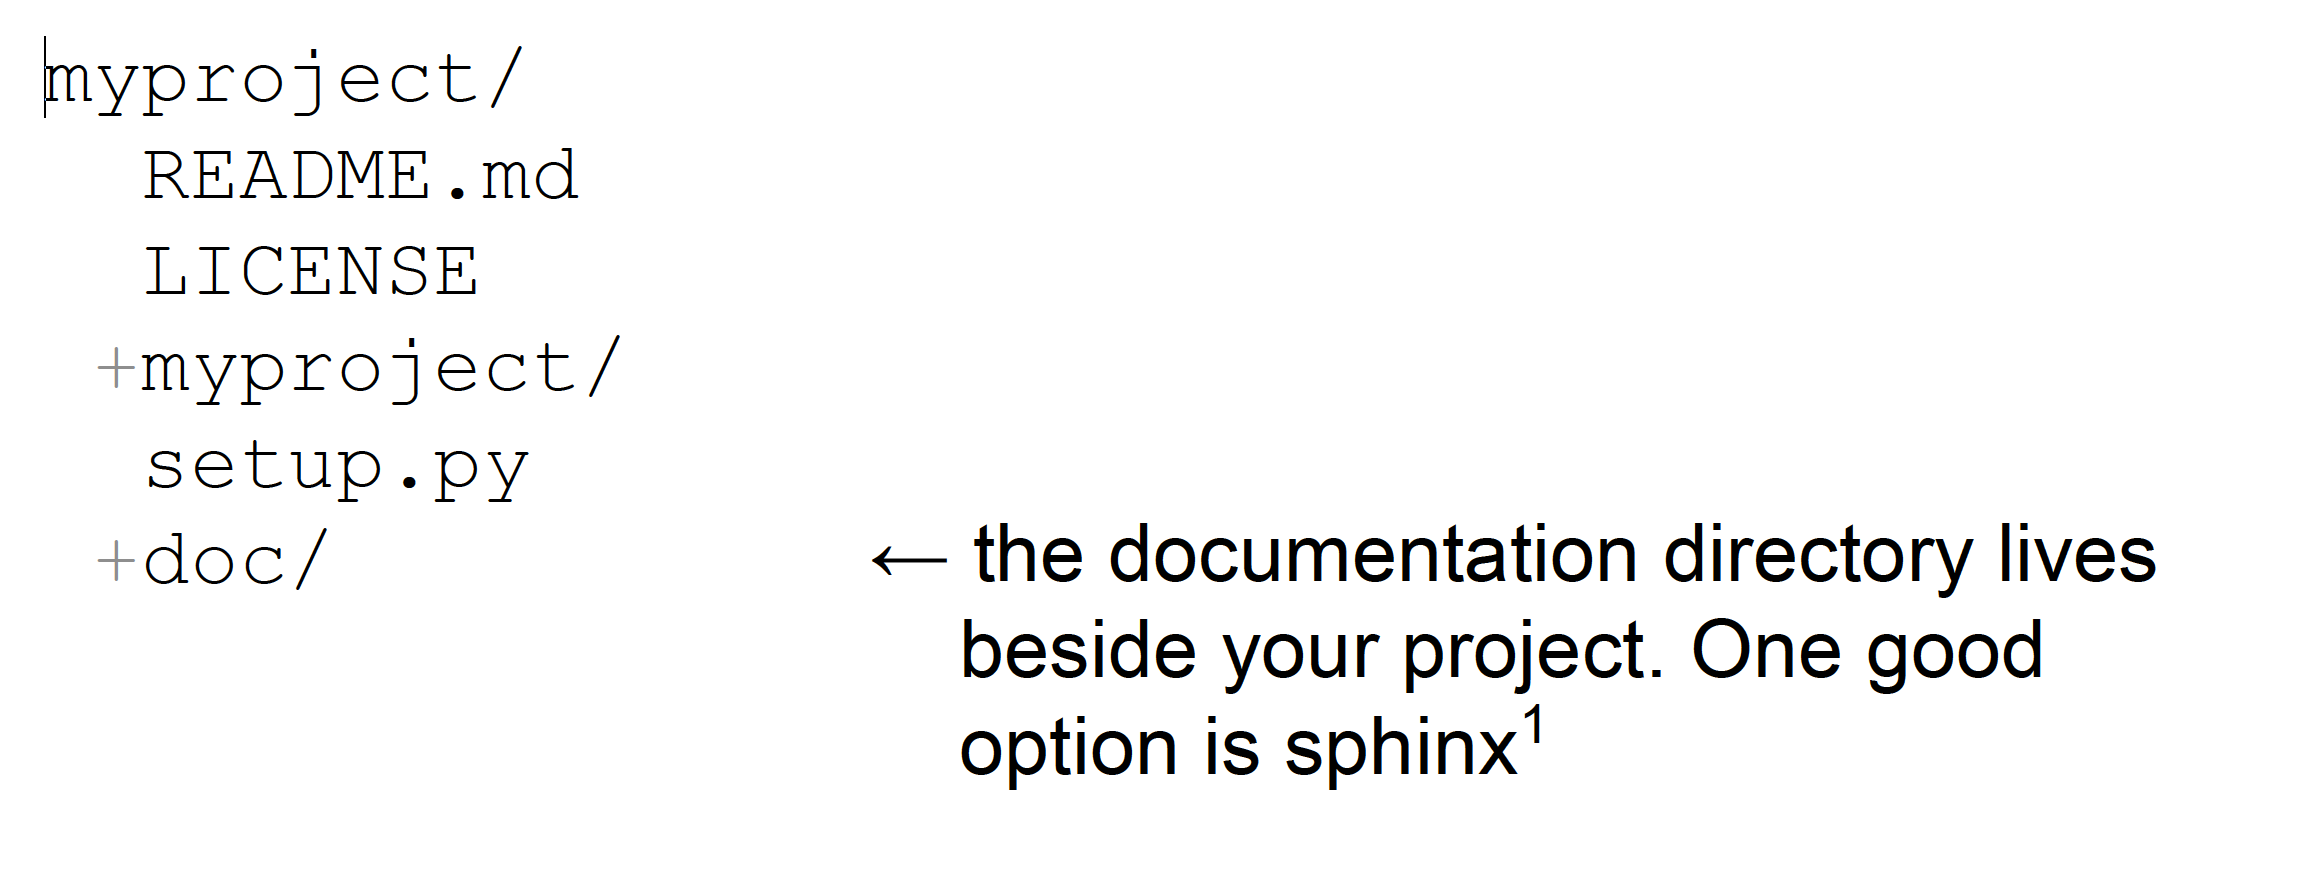 myproject/
README.md
LICENSE
+myproject/
setup.py
+doc/
← the documentation directory lives
beside your project. One good
option is sphinx¹